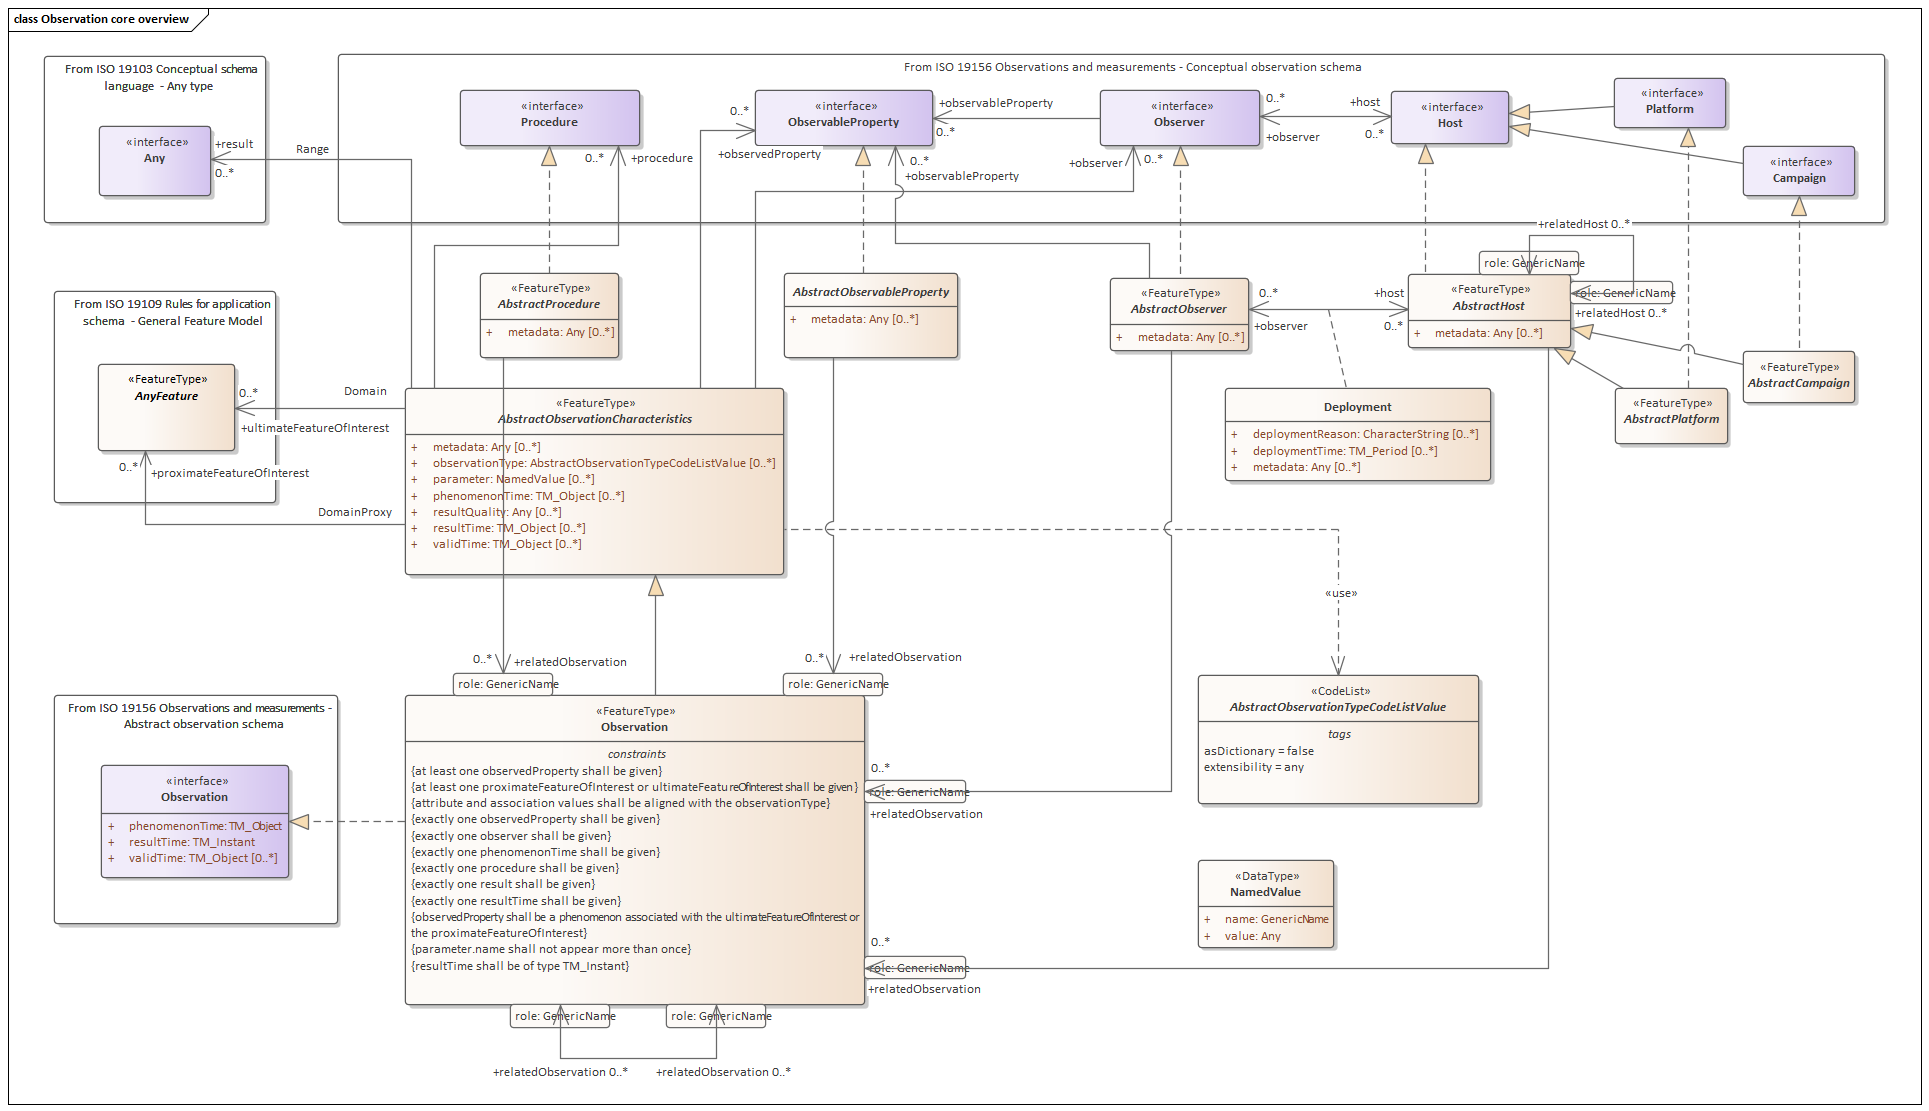 class Observation core overview
From ISO 19103 Conceptual schema
language  - Any type
«interface»
Any
+result
0..*
Range
From ISO 19156 Observations and measurements - Conceptual observation schema
«interface»
Procedure
0..*
+procedure
0..*
+observedProperty
«interface»
ObservableProperty
+observableProperty
0..*
0..*
+observableProperty
«interface»
Observer
+observer
0..*
0..*
+observer
+host
0..*
«interface»
Host
«interface»
Platform
«interface»
Campaign
+relatedHost 0..*
role: GenericName
role: GenericName
+relatedHost 0..*
From ISO 19109 Rules for application
schema  - General Feature Model
«FeatureType»
AnyFeature
0..*
+ultimateFeatureOfInterest
Domain
0..*
+proximateFeatureOfInterest
DomainProxy
«FeatureType»
AbstractProcedure
+ metadata: Any [0..*]
AbstractObservableProperty
+ metadata: Any [0..*]
«FeatureType»
AbstractObserver
+ metadata: Any [0..*]
0..*
+observer
+host
0..*
«FeatureType»
AbstractHost
+ metadata: Any [0..*]
«FeatureType»
AbstractCampaign
«FeatureType»
AbstractPlatform
«FeatureType»
AbstractObservationCharacteristics
+ metadata: Any [0..*]
+ observationType: AbstractObservationTypeCodeListValue [0..*]
+ parameter: NamedValue [0..*]
+ phenomenonTime: TM_Object [0..*]
+ resultQuality: Any [0..*]
+ resultTime: TM_Object [0..*]
+ validTime: TM_Object [0..*]
Deployment
+ deploymentReason: CharacterString [0..*]
+ deploymentTime: TM_Period [0..*]
+ metadata: Any [0..*]
«use»
0..*
+relatedObservation
role: GenericName
0..*
+relatedObservation
role: GenericName
From ISO 19156 Observations and measurements -
Abstract observation schema
«interface»
Observation
+ phenomenonTime: TM_Object
+ resultTime: TM_Instant
+ validTime: TM_Object [0..*]
«FeatureType»
Observation
constraints
{at least one observedProperty shall be given}
{at least one proximateFeatureOfInterest or ultimateFeatureOfInterest shall be given}
{attribute and association values shall be aligned with the observationType}
{exactly one observedProperty shall be given}
{exactly one observer shall be given}
{exactly one phenomenonTime shall be given}
{exactly one procedure shall be given}
{exactly one result shall be given}
{exactly one resultTime shall be given}
{observedProperty shall be a phenomenon associated with the ultimateFeatureOfInterest or
the proximateFeatureOfInterest}
{parameter.name shall not appear more than once}
{resultTime shall be of type TM_Instant}
0..*
role: GenericName
+relatedObservation
0..*
role: GenericName
+relatedObservation
«CodeList»
AbstractObservationTypeCodeListValue
tags
asDictionary = false
extensibility = any
«DataType»
NamedValue
+ name: GenericName
+ value: Any
role: GenericName
role: GenericName
+relatedObservation 0..*
+relatedObservation 0..*